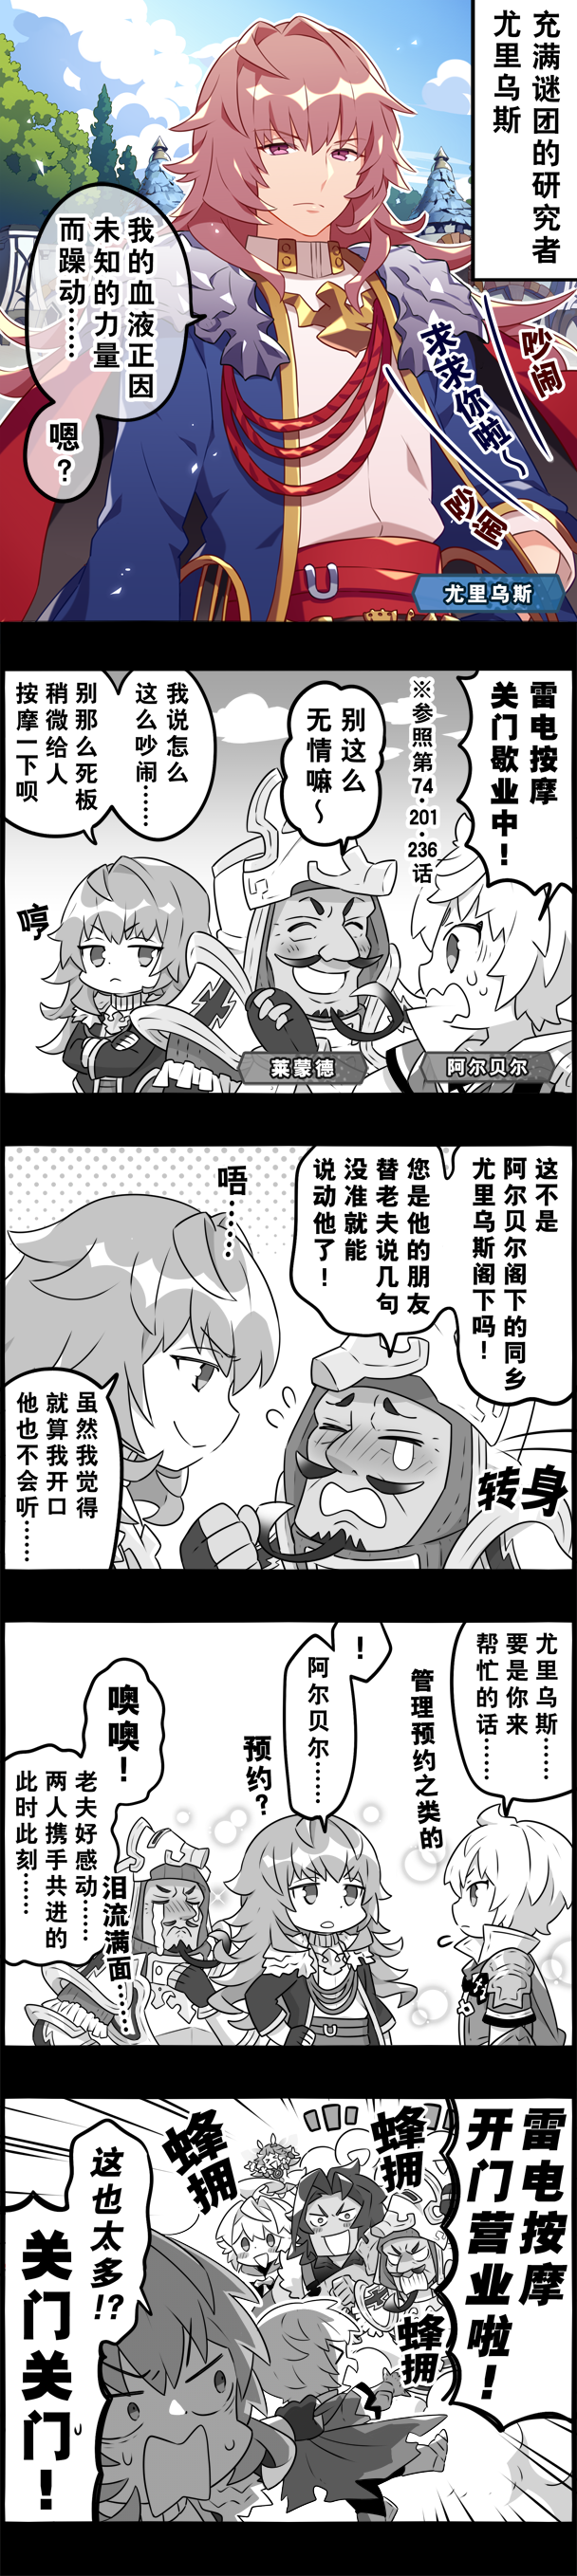 充满谜团的研究者
尤里乌斯
吵闹
求求你啦～
吵闹
我的血液正因
未知的力量
而躁动……
嗯？
尤里乌斯
雷电按摩
关门歇业中！
※参照第74・201・236话
别这么
无情嘛～
我说怎么
这么吵闹……
别那么死板
稍微给人
按摩一下呗
哼
莱蒙德
阿尔贝尔
这不是
阿尔贝尔阁下的同乡
尤里乌斯阁下吗！
您是他的朋友
替老夫说几句
没准就能
说动他了！
转身
唔……
虽然我觉得
就算我开口
他也不会听……
尤里乌斯…
要是你来
帮忙的话……
管理预约之类的
！
阿尔贝尔……
预约？
噢噢！
老夫好感动……
两人携手共进的
此时此刻……
泪流满面……
雷电按摩
开门营业啦！
蜂拥
蜂拥
蜂拥
这也太多!?
关门关门！